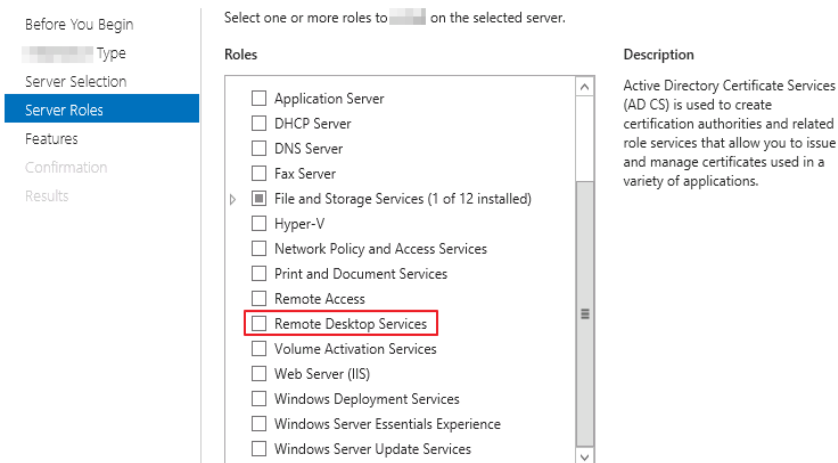 Before You Begin
Type
Server Selection
Server Roles
Features
Confirmation
Results
Select one or more roles to on the selected server.
Roles
Application Server
DHCP Server
DNS Server
Fax Server
File and Storage Services (1 of 12 installed)
Hyper-V
Network Policy and Access Services
Print and Document Services
Remote Access
Remote Desktop Services
Volume Activation Services
Web Server (IIS)
Windows Deployment Services
Windows Server Essentials Experience
Windows Server Update Services
Description
Active Directory Certificate Services
(AD CS) is used to create
certification authorities and related
role services that allow you to issue
and manage certificates used in a
variety of applications.